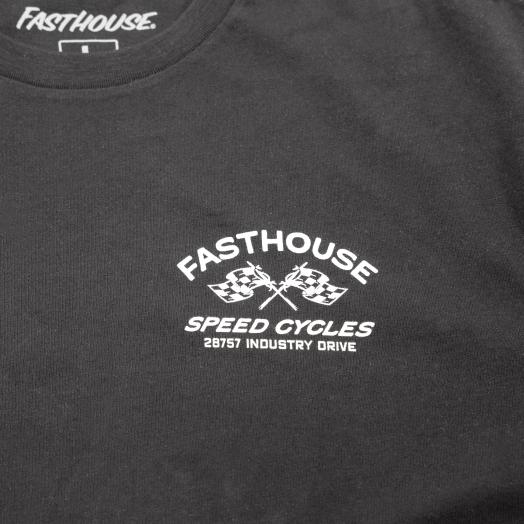 FASTHOUSE.
L
FASTHOUSE
SPEED CYCLES
28757 INDUSTRY DRIVE